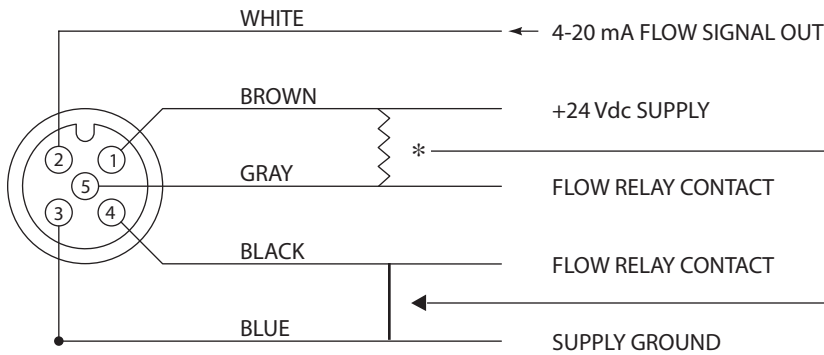 WHITE
4-20 mA FLOW SIGNAL OUT
BROWN
+24 Vdc SUPPLY
2
1
*
GRAY
5
FLOW RELAY CONTACT
3
4
BLACK
FLOW RELAY CONTACT
BLUE
SUPPLY GROUND